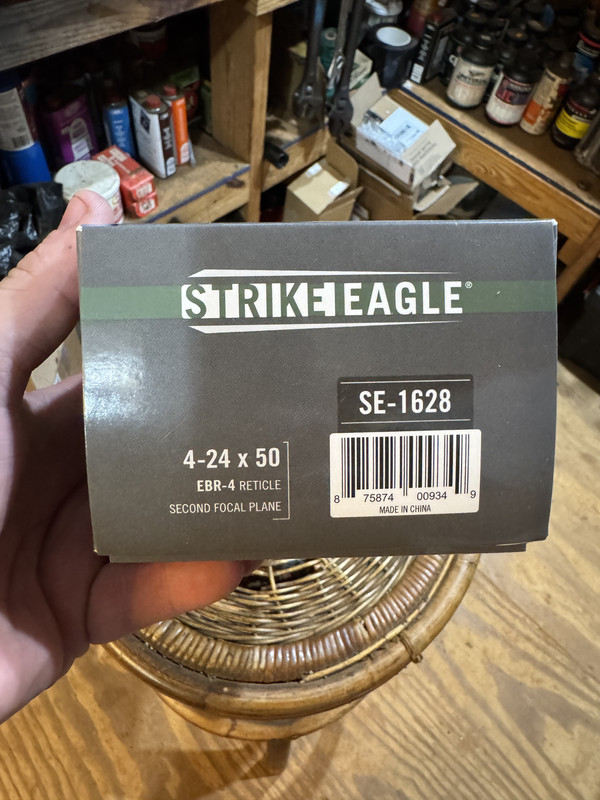 STRIKE EAGLE®
SE-1628
4-24 x 50
EBR-4 RETICLE
SECOND FOCAL PLANE
8 75874 00934 9
MADE IN CHINA